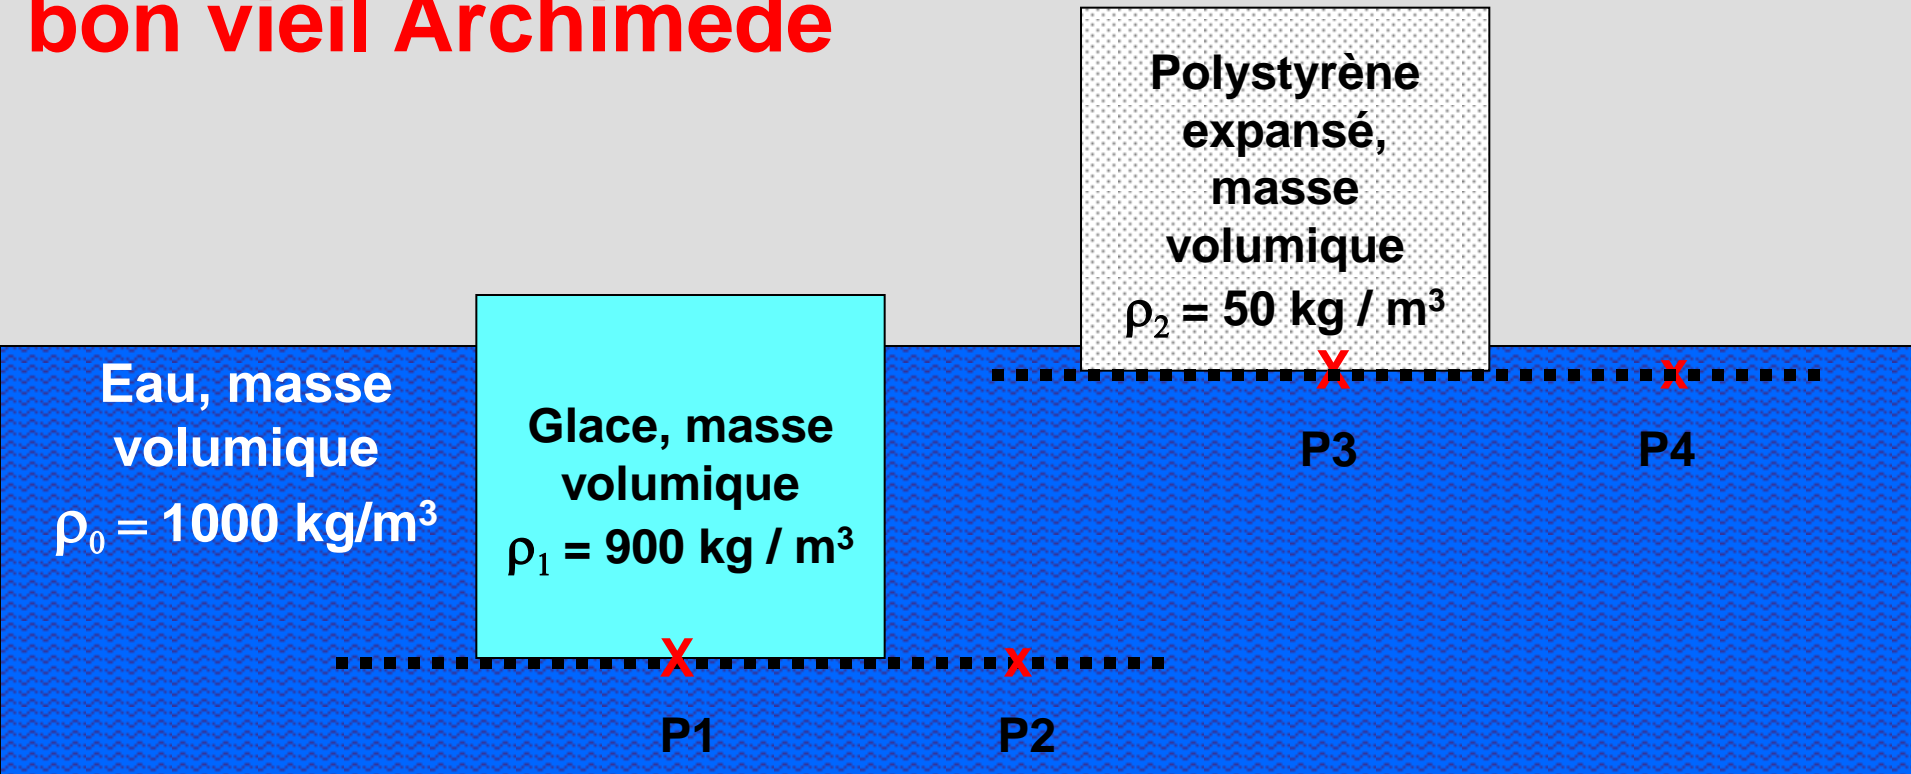 bon vieil Archimede
Polystyrène
expansé,
masse
volumique
ρ₂ = 50 kg / m³
Eau, masse
volumique
ρ₀ = 1000 kg/m³
Glace, masse
volumique
ρ₁ = 900 kg / m³
X
X
P3
P4
X
X
P1
P2